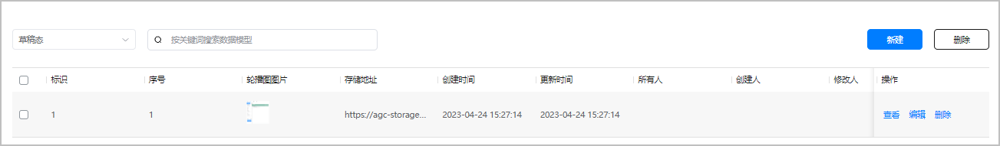 草稿态 按关键词搜索数据模型 新建 删除
标识 序号 轮播图图片 存储地址 创建时间 更新时间 所有人 创建人 修改人 操作
1 1 https://agc-storage... 2023-04-24 15:27:14 2023-04-24 15:27:14 查看 编辑 删除